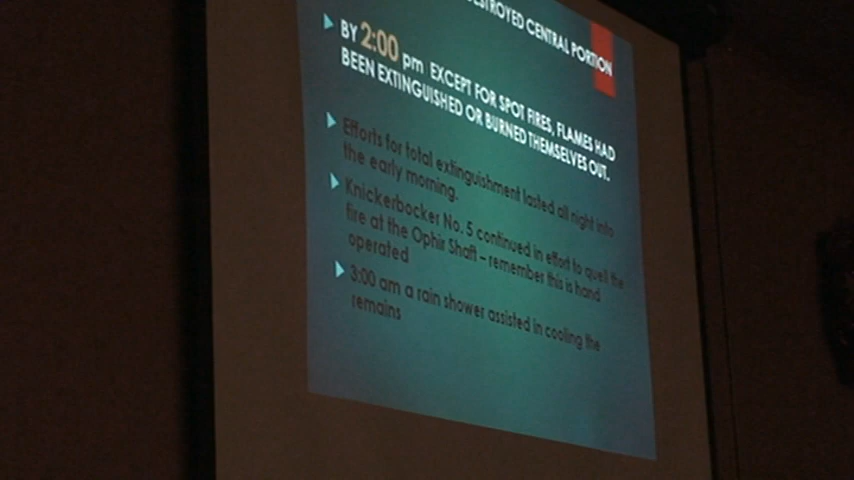 DESTROYED CENTRAL PORTION
BY 2:00 pm EXCEPT FOR SPOT FIRES, FLAMES HAD
BEEN EXTINGUISHED OR BURNED THEMSELVES OUT.
Efforts for total extinguishment lasted all night into
the early morning.
Knickerbocker No. 5 continued in effort to quell the
fire at the Ophir Shaft – remember this is hand
operated
3:00 am a rain shower assisted in cooling the
remains